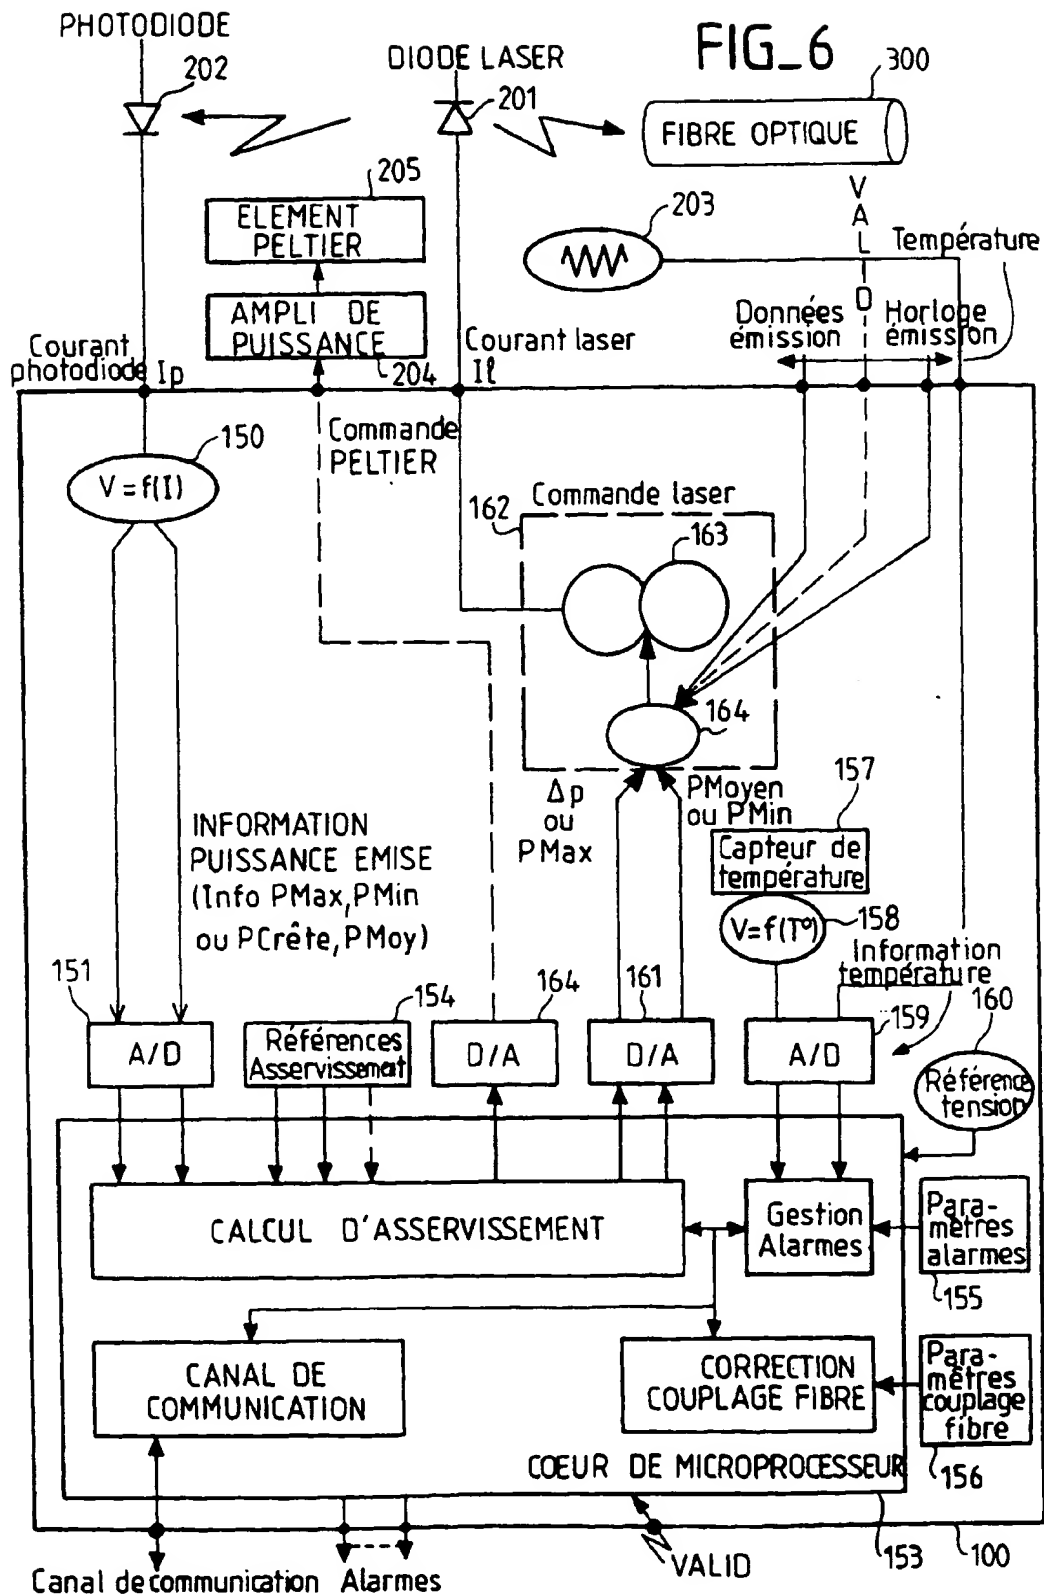 PHOTODIODE
202
DIODE LASER
201
FIG_6
300
FIBRE OPTIQUE
205
ELEMENT
PELTIER
203
VALID
Température
AMPLI DE
PUISSANCE
204
Données
émission
Horloge
émission
Courant
photodiode Ip
Courant laser
Il
150
V=f(I)
Commande
PELTIER
Commande laser
162
163
164
Δp
ou
PMax
PMoyen
ou PMin
157
Capteur de
température
INFORMATION
PUISSANCE EMISE
(Info PMax, PMin
ou PCrête, PMoy)
V=f(T°)
158
Information
température
151
154
164
161
159
160
A/D
Références
Asservissement
D/A
D/A
A/D
Référence
tension
CALCUL D'ASSERVISSEMENT
Gestion
Alarmes
Para-
mètres
alarmes
155
CANAL DE
COMMUNICATION
CORRECTION
COUPLAGE FIBRE
Para-
mètres
couplage
fibre
156
COEUR DE MICROPROCESSEUR
153
100
VALID
Canal de communication
Alarmes